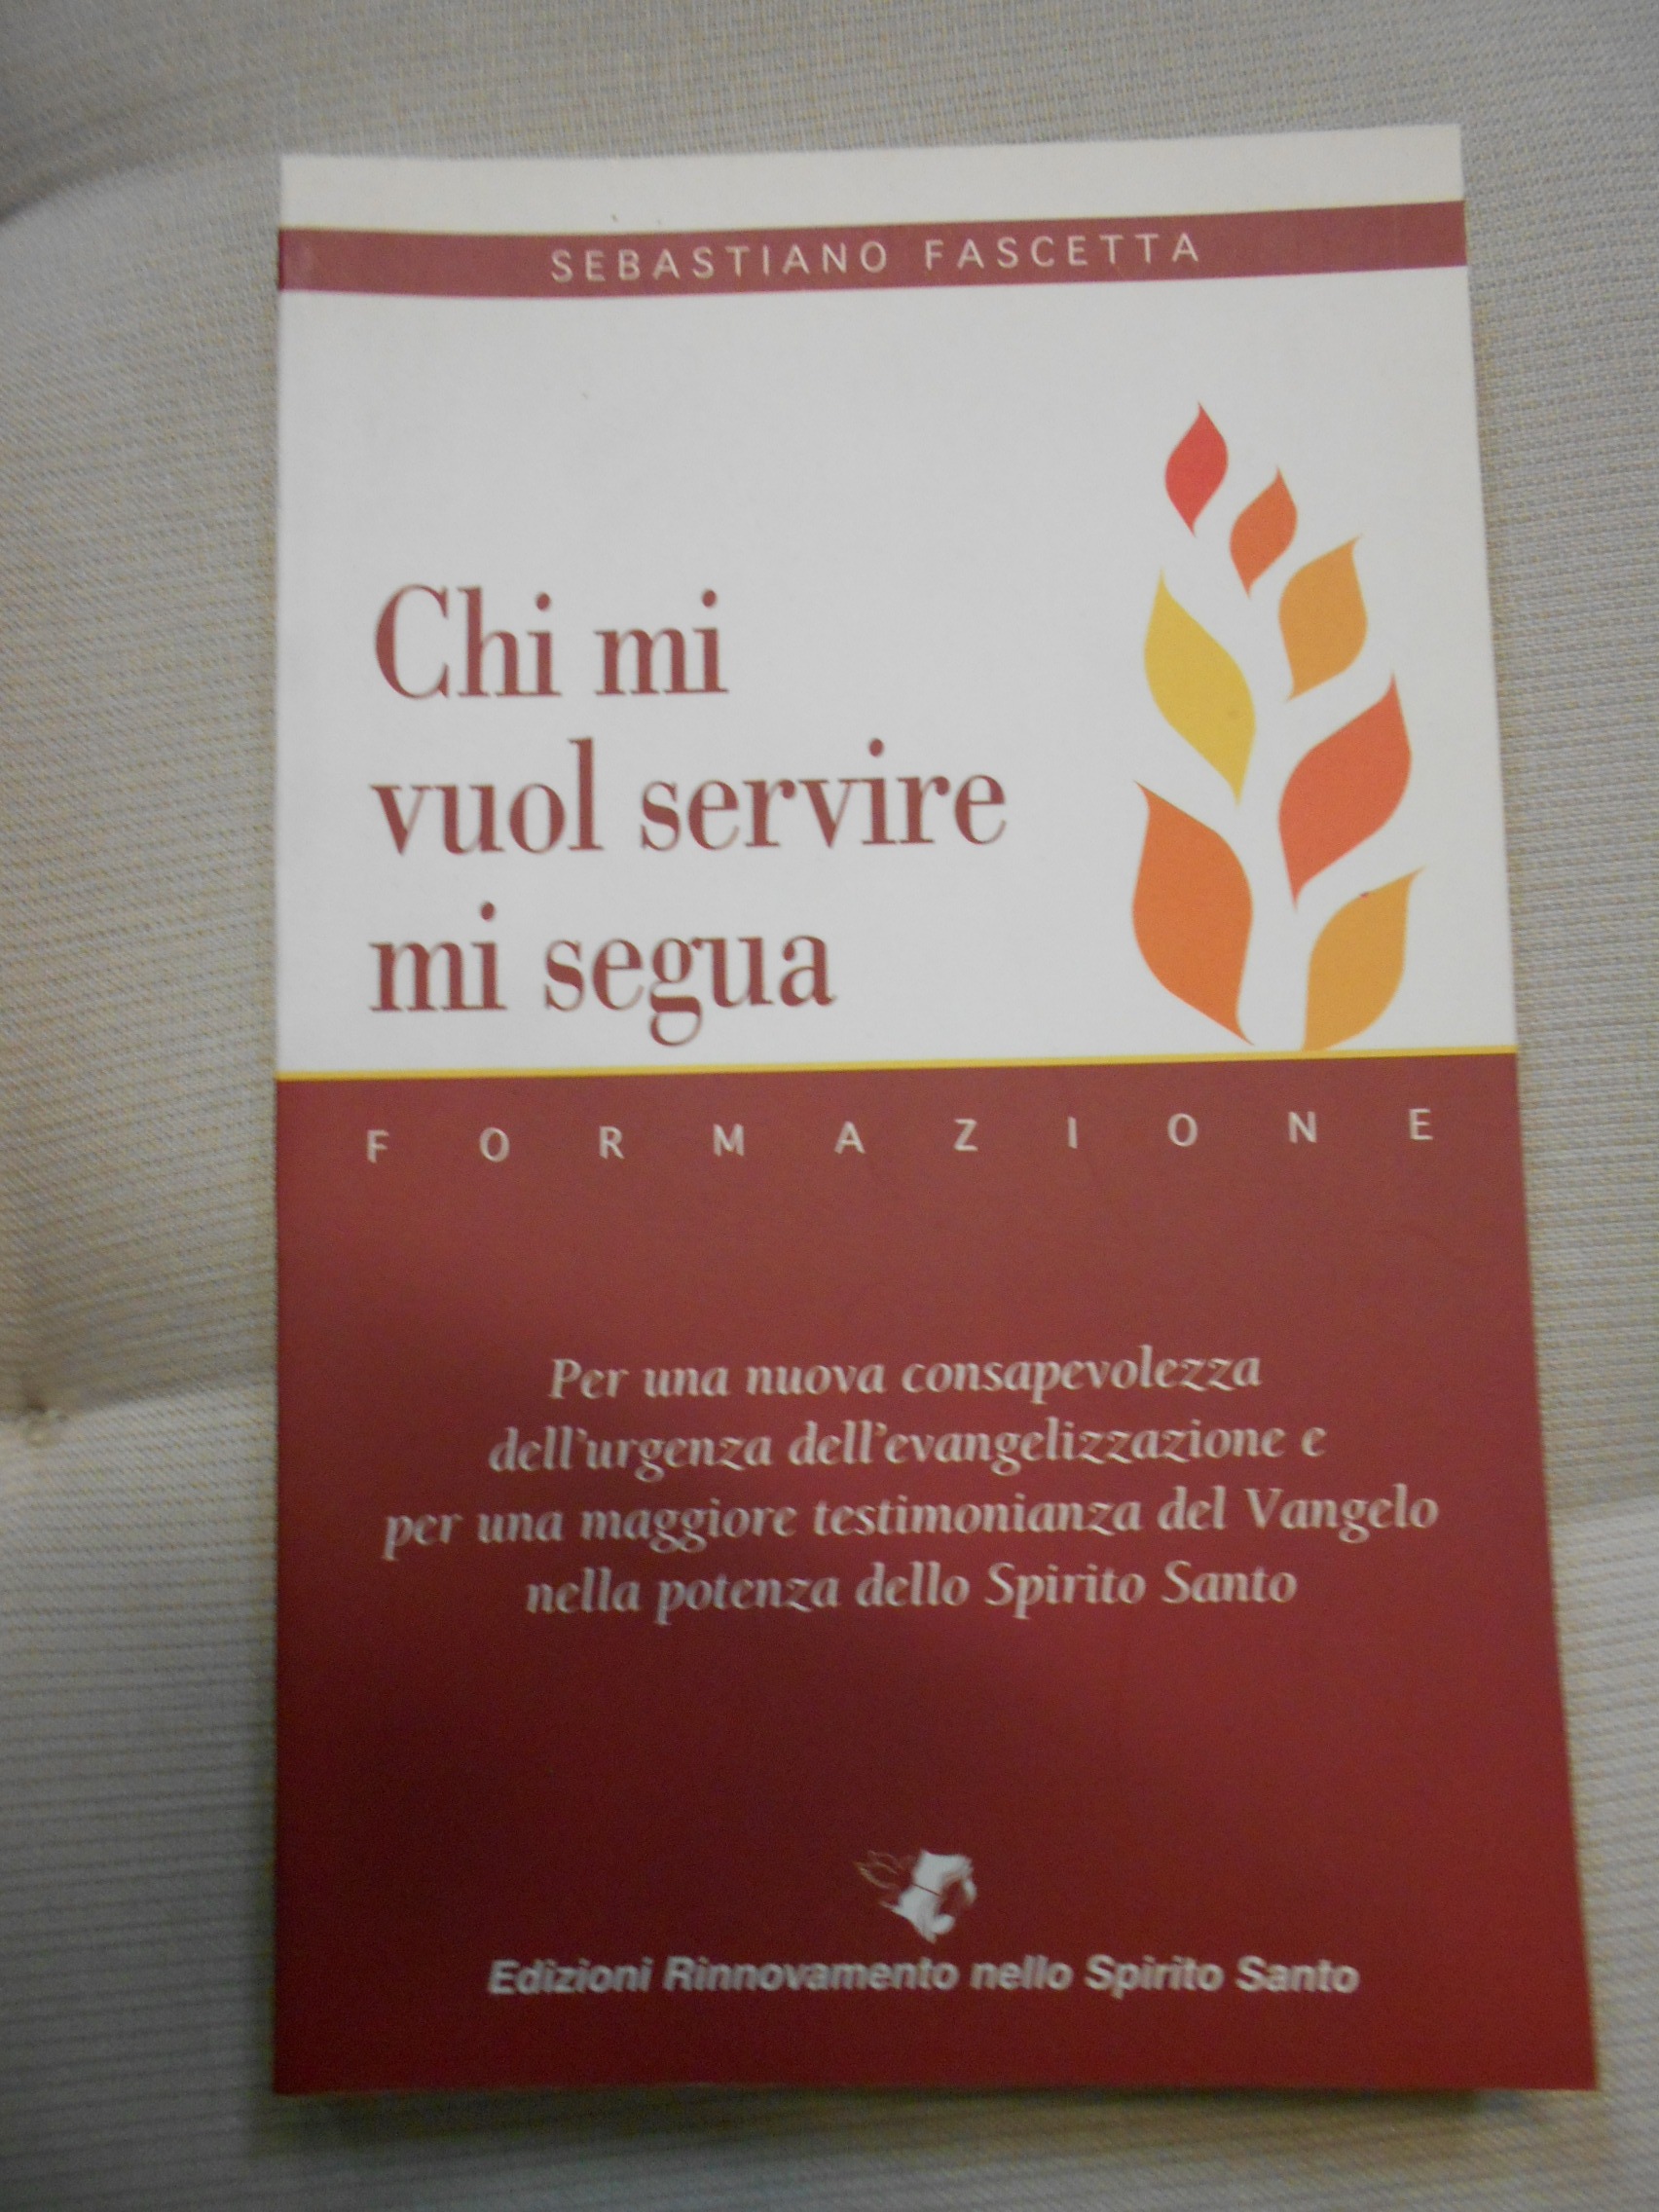 SEBASTIANO FASCETTA
Chi mi
vuol servire
mi segua
FORMAZIONE
Per una nuova consapevolezza
dell'urgenza dell'evangelizzazione e
per una maggiore testimonianza del Vangelo
nella potenza dello Spirito Santo
Edizioni Rinnovamento nello Spirito Santo